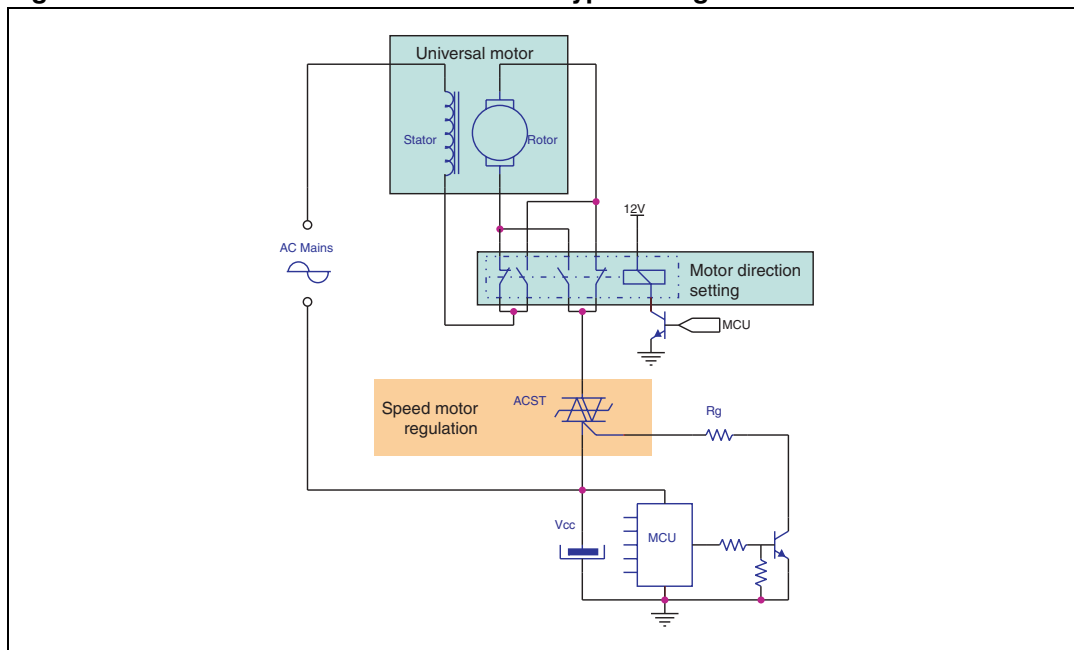 Universal motor
Stator
Rotor
12V
AC Mains
Motor direction
setting
MCU
ACST
Speed motor
regulation
Rg
Vcc
MCU